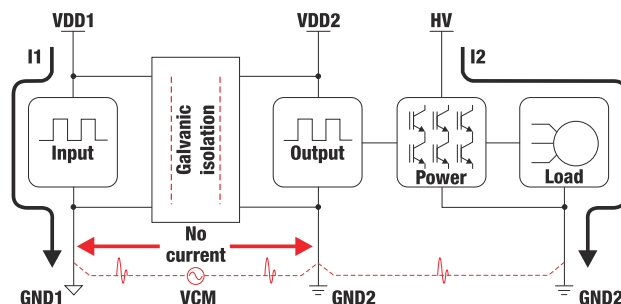 VDD1 VDD2 HV
I1 I2
Galvanic
isolation
Input Output Power Load
No
current
GND1 VCM GND2 GND2